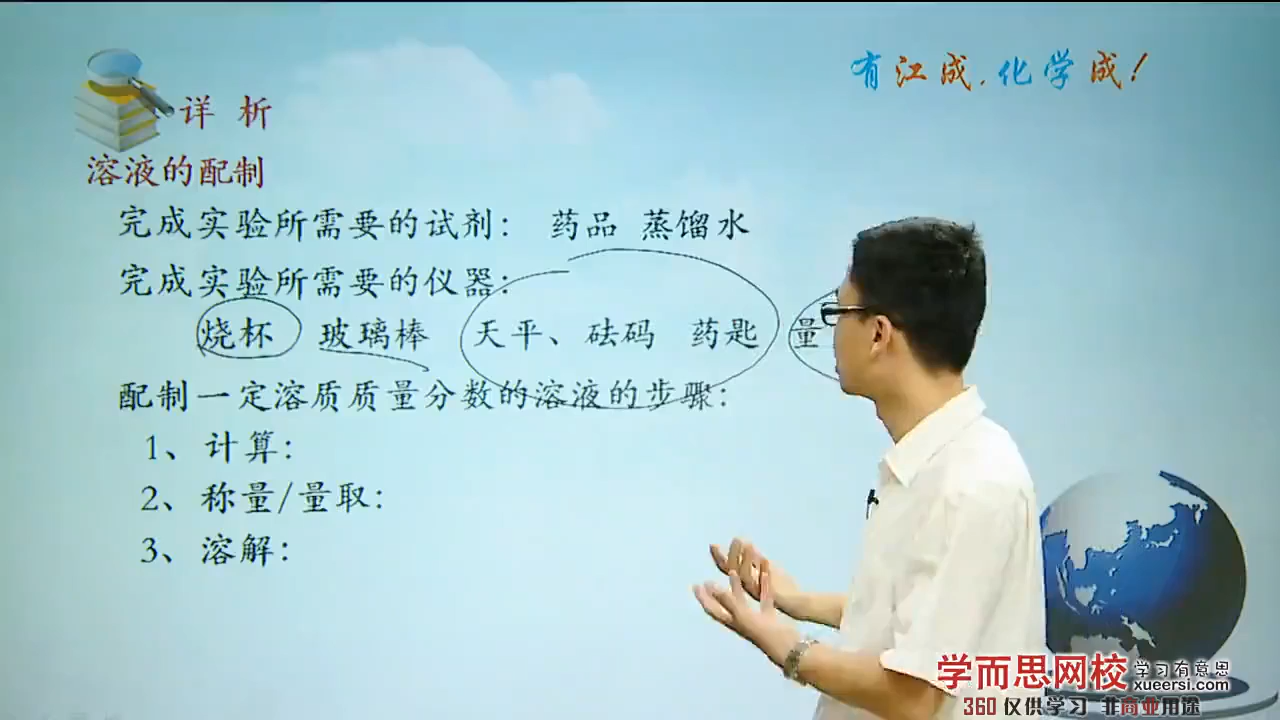 有江成,化学成!
详 析
溶液的配制
完成实验所需要的试剂: 药品 蒸馏水
完成实验所需要的仪器:
烧杯 玻璃棒 天平、砝码 药匙 量
配制一定溶质质量分数的溶液的步骤:
1、计算:
2、称量/量取:
3、溶解:
学而思网校 学习有意思
xueersi.com
360 仅供学习 非商业用途